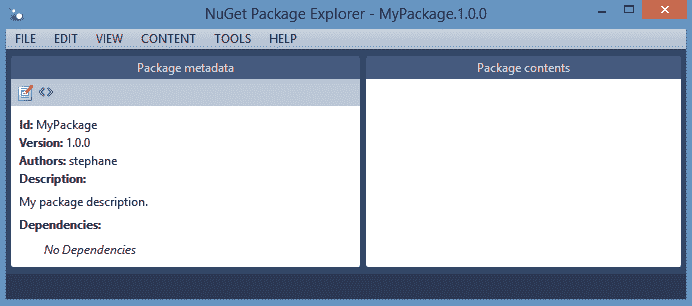 NuGet Package Explorer - MyPackage.1.0.0
FILE EDIT VIEW CONTENT TOOLS HELP
Package metadata
Id: MyPackage
Version: 1.0.0
Authors: stephane
Description:
My package description.
Dependencies:
No Dependencies
Package contents